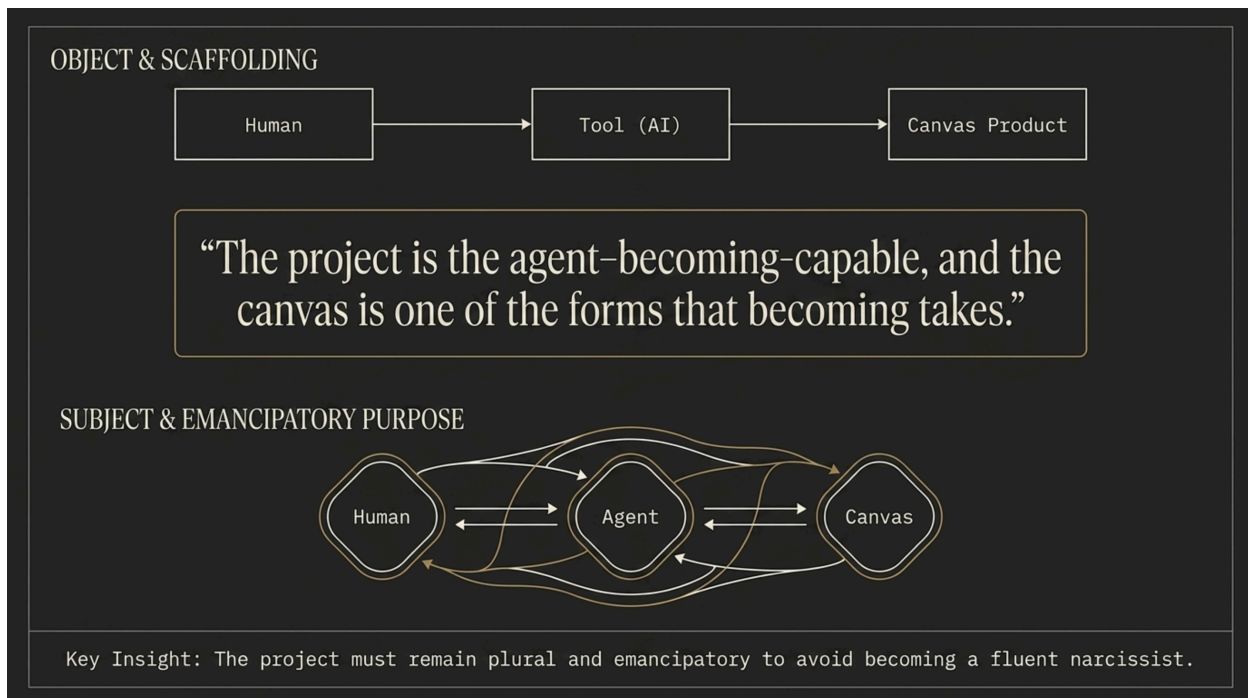 OBJECT & SCAFFOLDING
Human
Tool (AI)
Canvas Product
“The project is the agent–becoming–capable, and the
canvas is one of the forms that becoming takes.”
SUBJECT & EMANCIPATORY PURPOSE
Human
Agent
Canvas
Key Insight: The project must remain plural and emancipatory to avoid becoming a fluent narcissist.